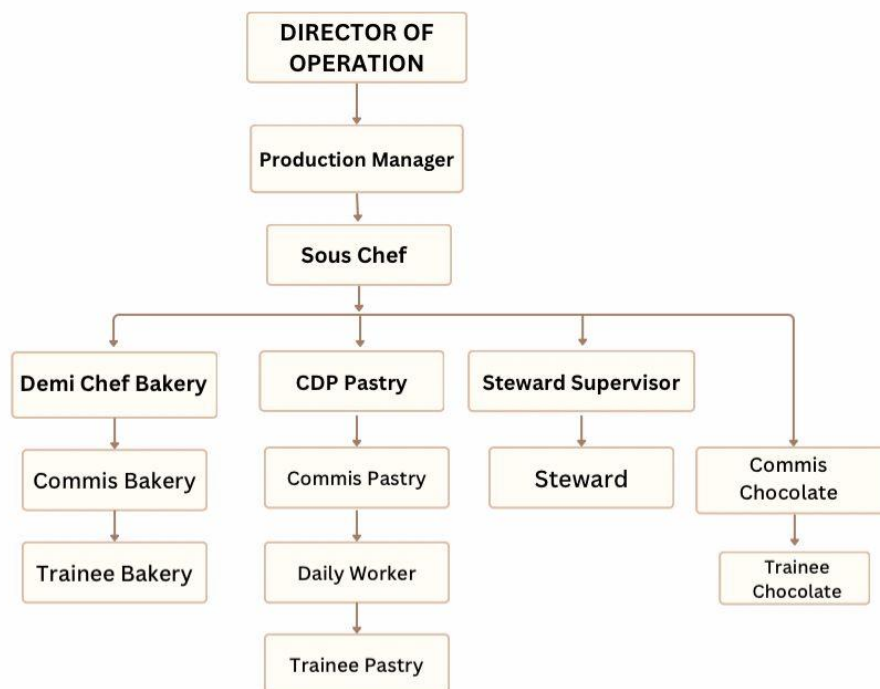 DIRECTOR OF
OPERATION
Production Manager
Sous Chef
Demi Chef Bakery
CDP Pastry
Steward Supervisor
Commis Bakery
Commis Pastry
Steward
Commis
Chocolate
Trainee Bakery
Daily Worker
Trainee
Chocolate
Trainee Pastry